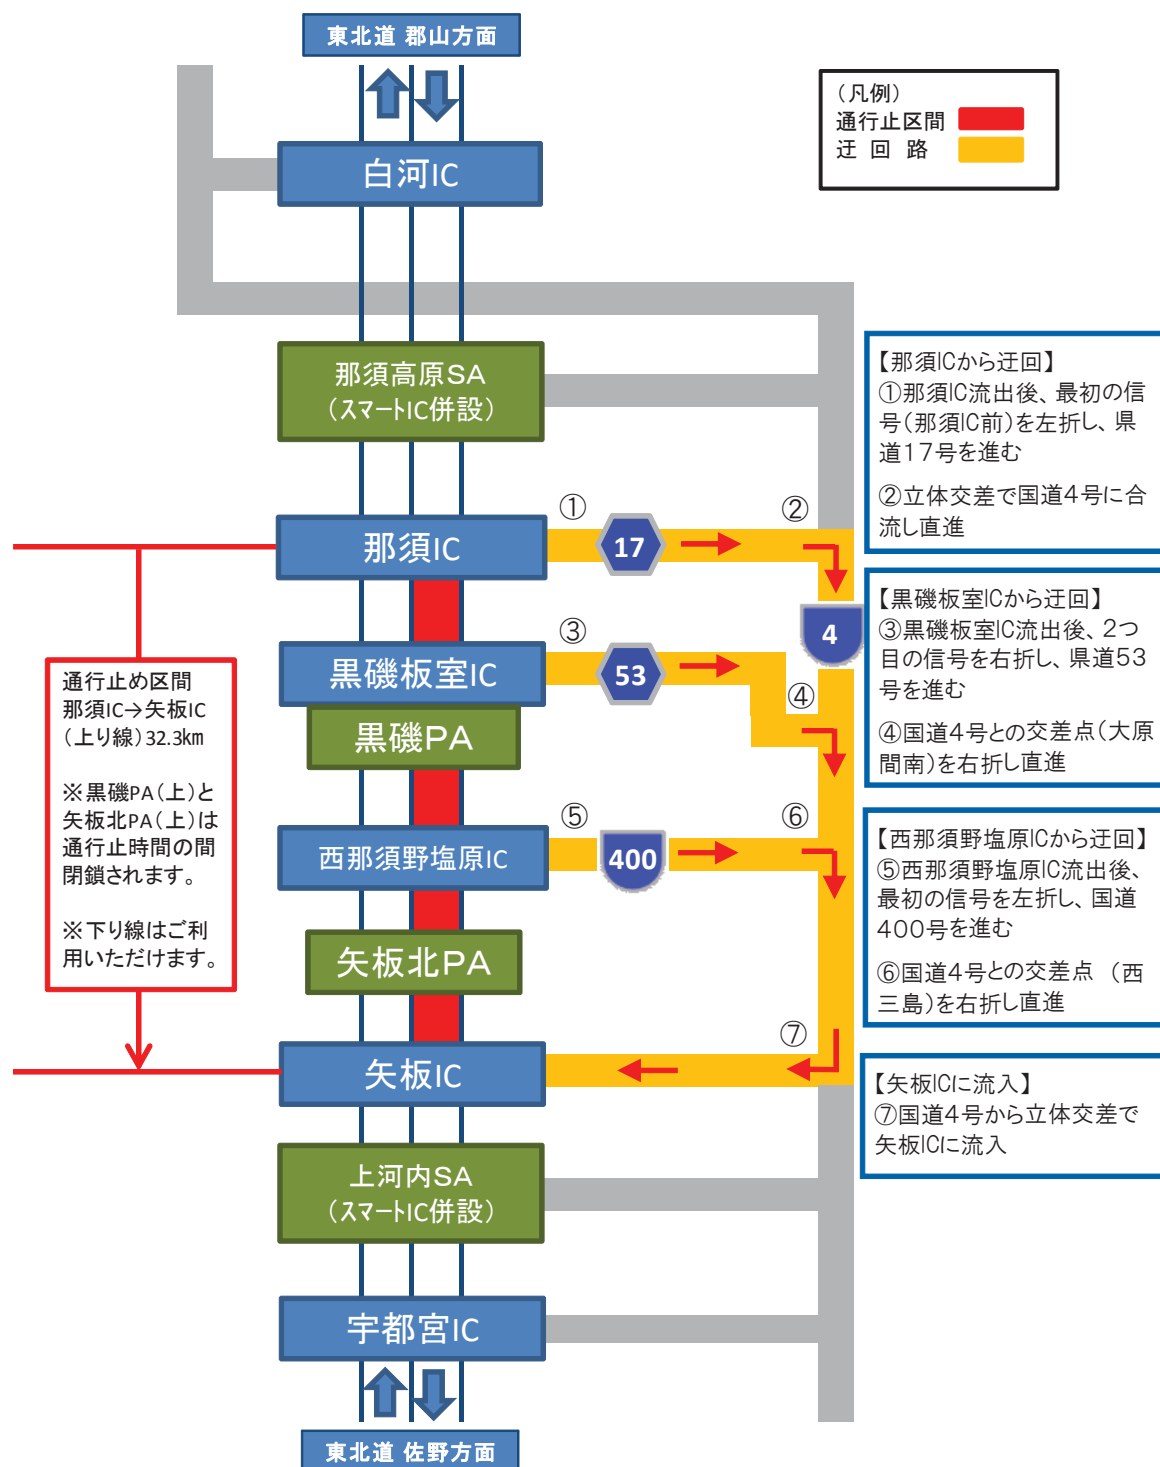 東北道 郡山方面
(凡例)
通行止区間
迂 回 路
白河IC
那須高原SA
(スマートIC併設)
【那須ICから迂回】
①那須IC流出後、最初の信
号(那須IC前)を左折し、県
道17号を進む
②立体交差で国道4号に合
流し直進
①
②
那須IC
17
4
【黒磯板室ICから迂回】
③黒磯板室IC流出後、2つ
目の信号を右折し、県道53
号を進む
④国道4号との交差点(大原
間南)を右折し直進
③
黒磯板室IC
53
④
黒磯PA
通行止め区間
那須IC→矢板IC
(上り線)32.3km
※黒磯PA(上)と
矢板北PA(上)は
通行止時間の間
閉鎖されます。
※下り線はご利
用いただけます。
⑤
⑥
西那須野塩原IC
400
【西那須野塩原ICから迂回】
⑤西那須野塩原IC流出後、
最初の信号を左折し、国道
400号を進む
⑥国道4号との交差点 (西
三島)を右折し直進
矢板北PA
⑦
矢板IC
【矢板ICに流入】
⑦国道4号から立体交差で
矢板ICに流入
上河内SA
(スマートIC併設)
宇都宮IC
東北道 佐野方面